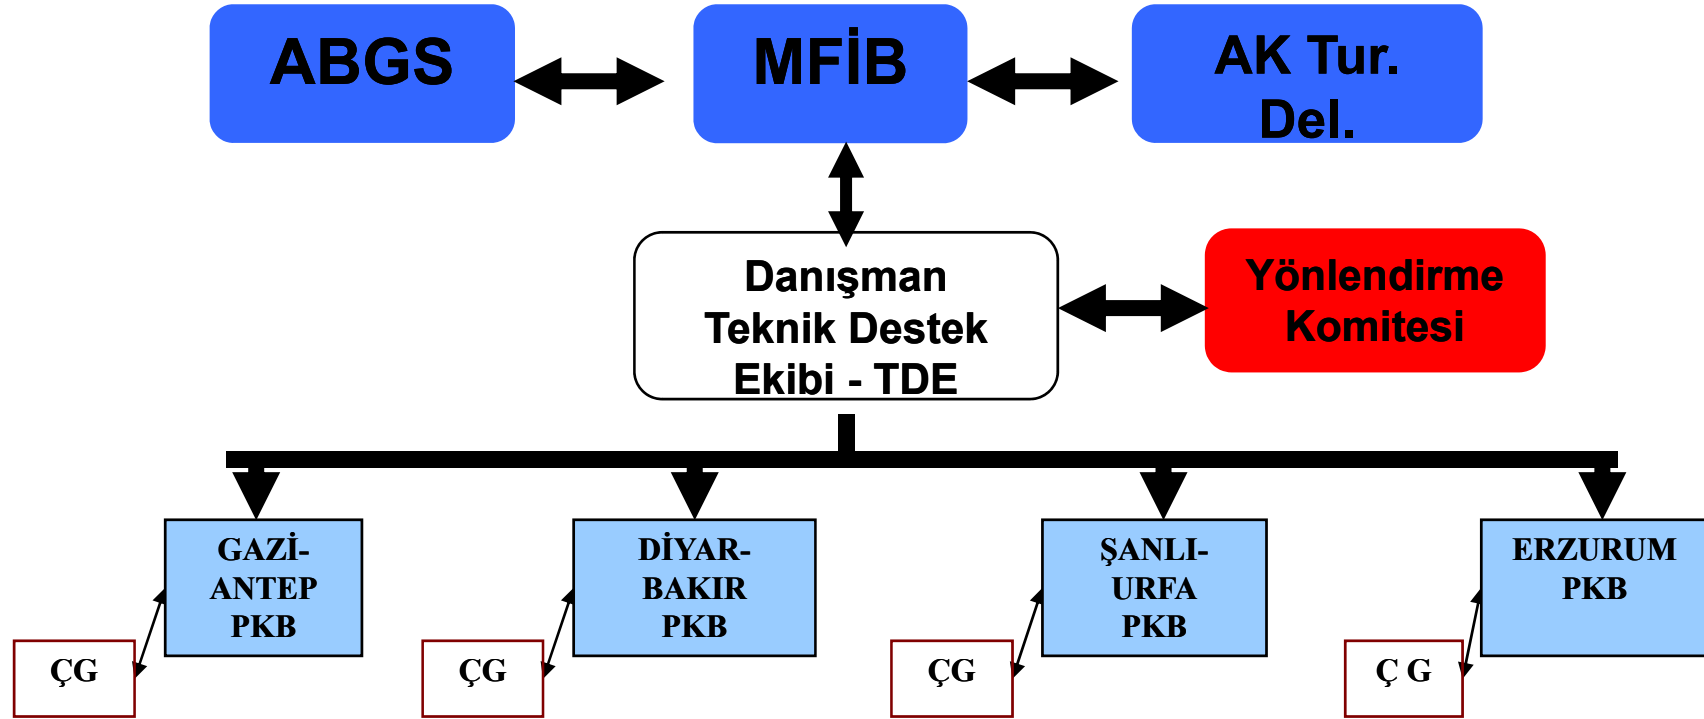 ABGS
MFİB
AK Tur.
Del.
Danışman
Teknik Destek
Ekibi - TDE
Yönlendirme
Komitesi
GAZİ-
ANTEP
PKB
DİYAR-
BAKIR
PKB
ŞANLI-
URFA
PKB
ERZURUM
PKB
ÇG
ÇG
ÇG
Ç G